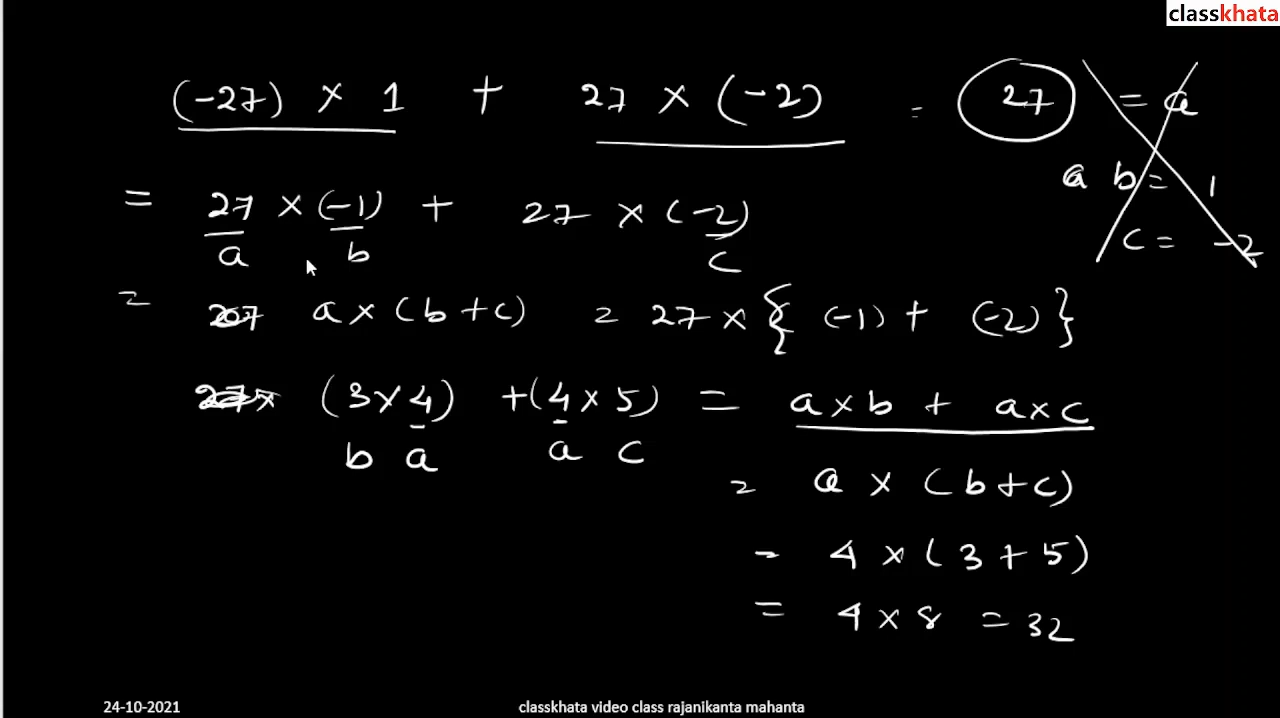 classkhata
(-27) × 1 + 27 × (-2) = 27 = a
a b = 1
c = -2
= 27 × (-1) + 27 × (-2)
a b c
= a × (b + c) = 27 × { (-1) + (-2) }
(3 × 4) + (4 × 5) = a × b + a × c
b a a c
= a × (b + c)
= 4 × (3 + 5)
= 4 × 8 = 32
24-10-2021 classkhata video class rajanikanta mahanta